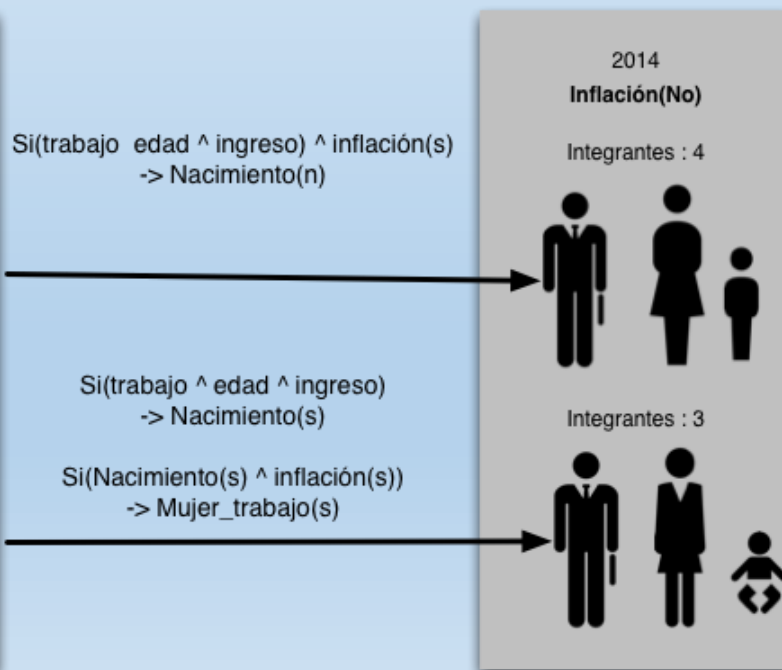 Si(trabajo  edad ^ ingreso) ^ inflación(s)
-> Nacimiento(n)
Si(trabajo ^ edad ^ ingreso)
-> Nacimiento(s)
Si(Nacimiento(s) ^ inflación(s))
-> Mujer_trabajo(s)
2014
Inflación(No)
Integrantes : 4
Integrantes : 3